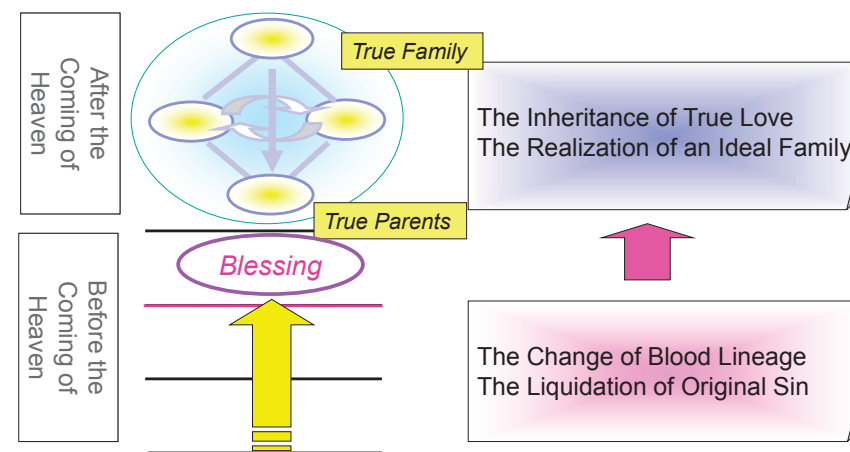 After the
Coming of
Heaven
True Family
The Inheritance of True Love
The Realization of an Ideal Family
True Parents
Before the
Coming of
Heaven
Blessing
The Change of Blood Lineage
The Liquidation of Original Sin